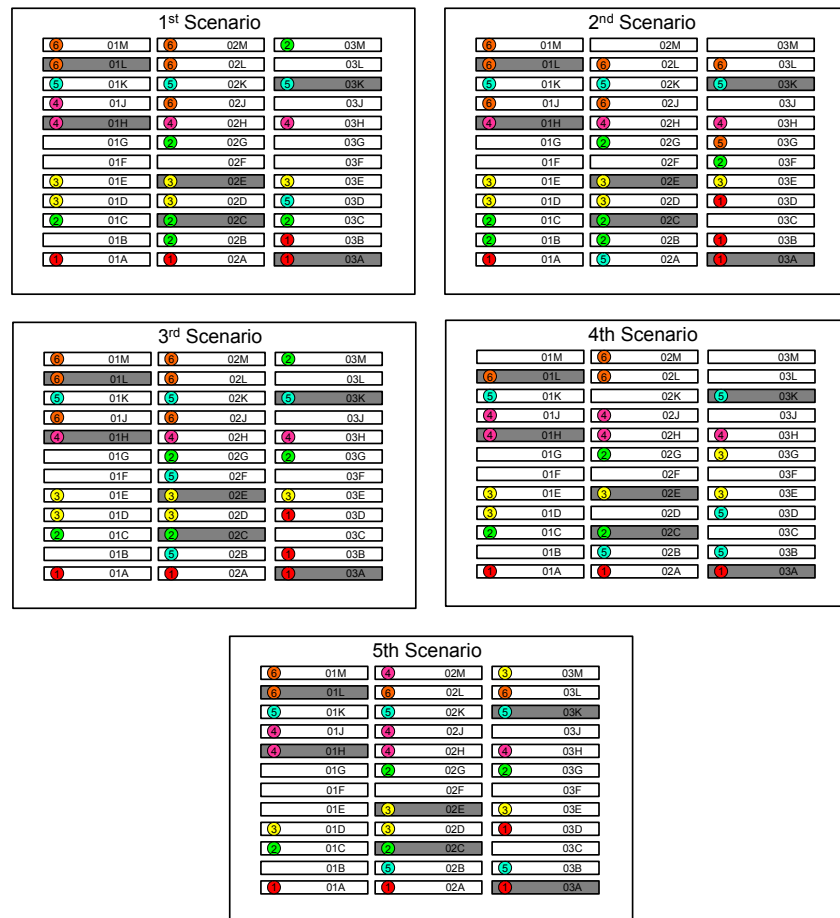 1st Scenario
6 01M 6 02M 2 03M
6 01L 6 02L 03L
5 01K 5 02K 5 03K
4 01J 6 02J 03J
4 01H 4 02H 4 03H
01G 2 02G 03G
01F 02F 03F
3 01E 3 02E 3 03E
3 01D 3 02D 5 03D
2 01C 2 02C 2 03C
01B 2 02B 1 03B
1 01A 1 02A 1 03A
2nd Scenario
6 01M 02M 03M
6 01L 6 02L 6 03L
5 01K 5 02K 5 03K
6 01J 6 02J 03J
4 01H 4 02H 4 03H
01G 2 02G 5 03G
01F 02F 2 03F
3 01E 3 02E 3 03E
3 01D 3 02D 1 03D
2 01C 2 02C 03C
2 01B 2 02B 1 03B
1 01A 5 02A 1 03A
3rd Scenario
6 01M 6 02M 2 03M
6 01L 6 02L 03L
5 01K 5 02K 5 03K
6 01J 6 02J 03J
4 01H 4 02H 4 03H
01G 2 02G 2 03G
01F 5 02F 03F
3 01E 3 02E 3 03E
3 01D 3 02D 1 03D
2 01C 2 02C 03C
01B 5 02B 1 03B
1 01A 1 02A 1 03A
4th Scenario
01M 6 02M 03M
6 01L 6 02L 03L
5 01K 02K 5 03K
4 01J 4 02J 03J
4 01H 4 02H 4 03H
01G 2 02G 3 03G
01F 02F 03F
3 01E 3 02E 3 03E
3 01D 02D 5 03D
2 01C 2 02C 03C
01B 5 02B 5 03B
1 01A 1 02A 1 03A
5th Scenario
6 01M 4 02M 3 03M
6 01L 6 02L 6 03L
5 01K 5 02K 5 03K
4 01J 4 02J 03J
4 01H 4 02H 4 03H
01G 2 02G 2 03G
01F 02F 03F
01E 3 02E 3 03E
3 01D 3 02D 1 03D
2 01C 2 02C 03C
01B 5 02B 5 03B
1 01A 1 02A 1 03A